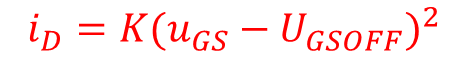 i_D = K(u_GS − U_GSOFF)²